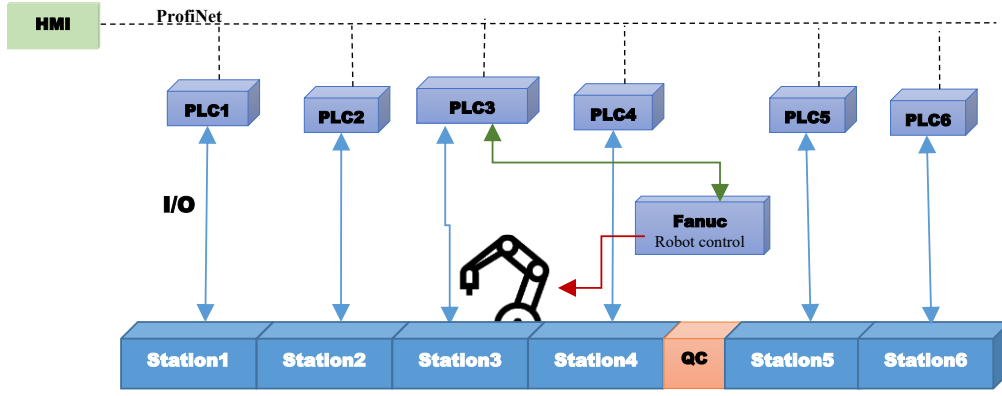 HMI
ProfiNet
PLC1
PLC2
PLC3
PLC4
PLC5
PLC6
I/O
Fanuc
Robot control
Station1
Station2
Station3
Station4
QC
Station5
Station6